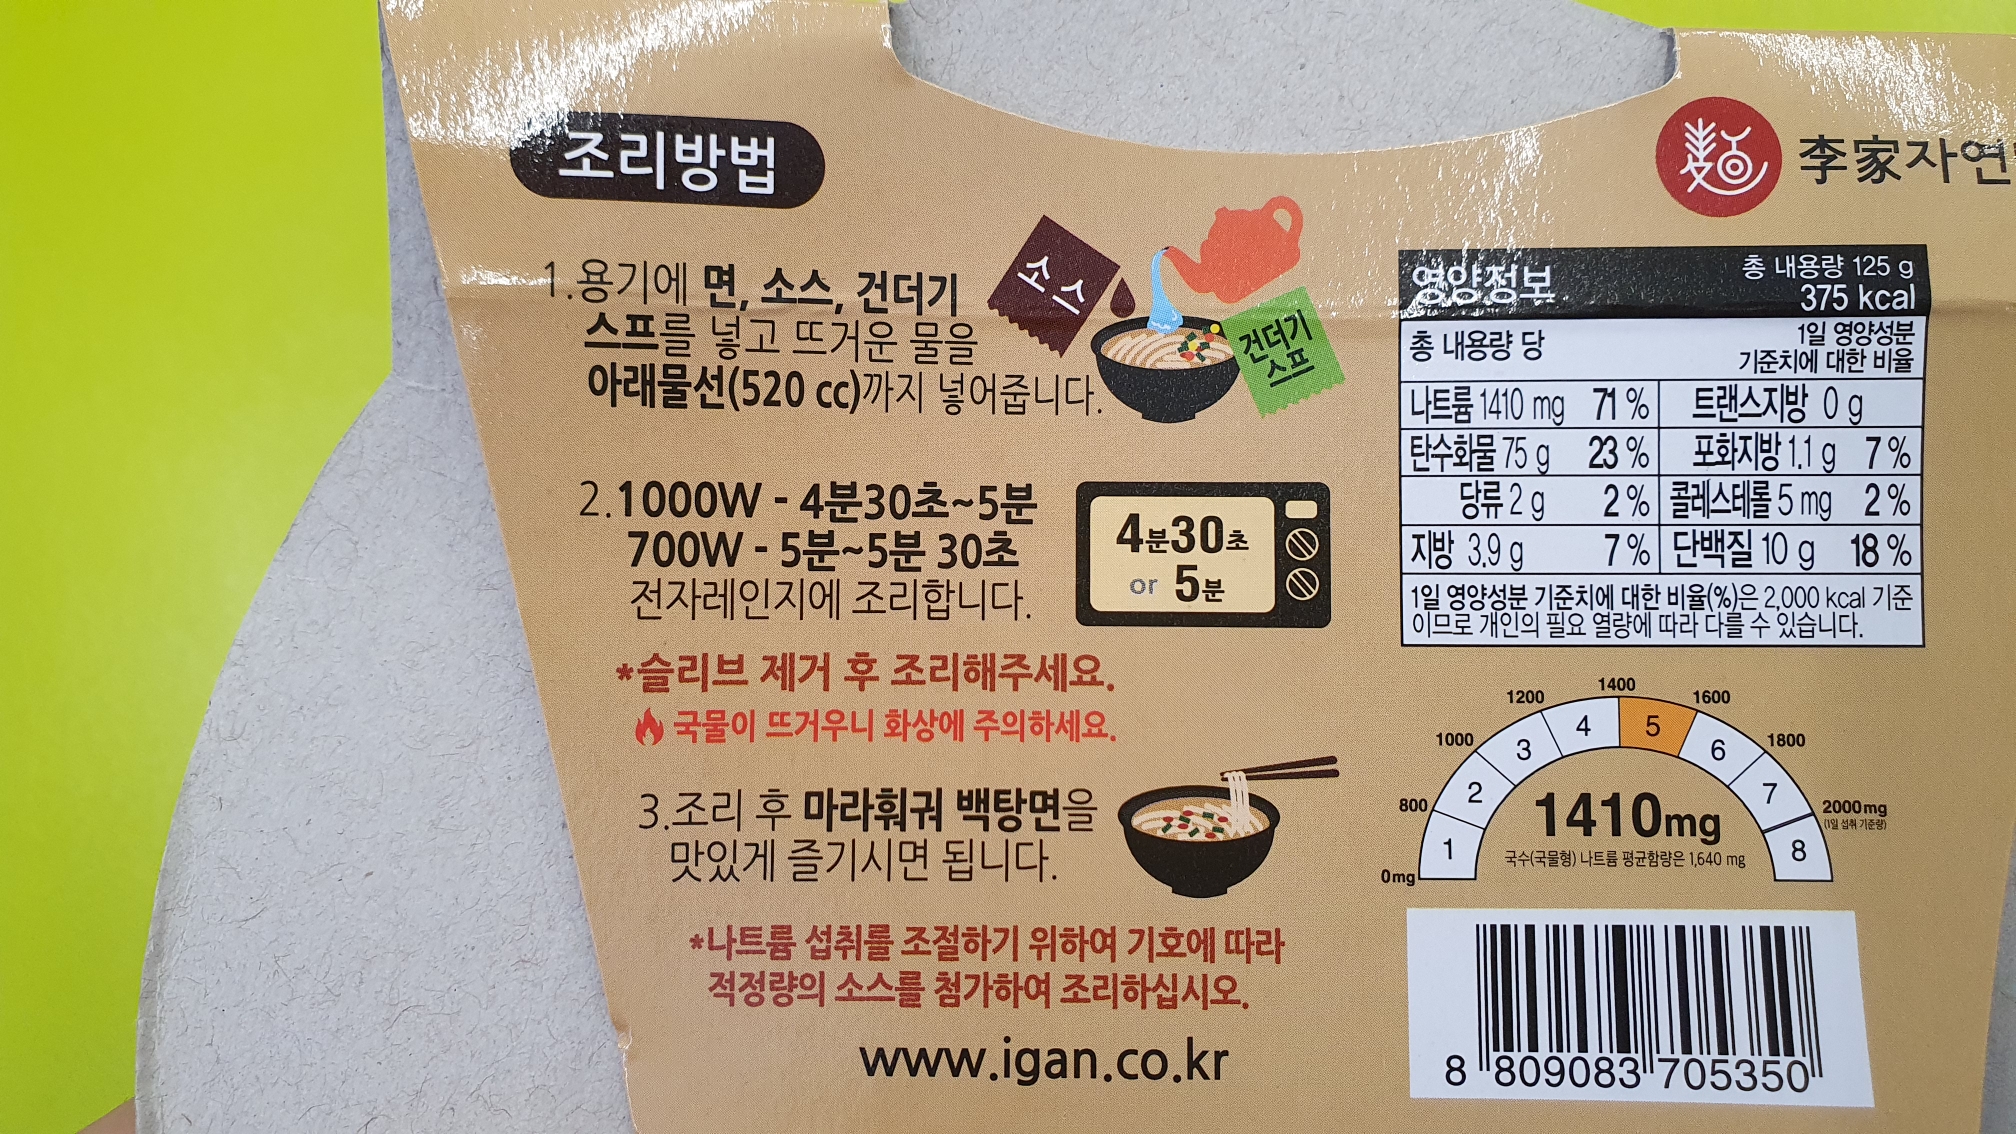 조리방법
1.용기에 면, 소스, 건더기
스프를 넣고 뜨거운 물을
아래물선(520 cc)까지 넣어줍니다.
소스
건더기
스프
2.1000W - 4분30초~5분
700W - 5분~5분 30초
전자레인지에 조리합니다.
4분30초
or 5분
*슬리브 제거 후 조리해주세요.
국물이 뜨거우니 화상에 주의하세요.
3.조리 후 마라훠궈 백탕면을
맛있게 즐기시면 됩니다.
*나트륨 섭취를 조절하기 위하여 기호에 따라
적정량의 소스를 첨가하여 조리하십시오.
www.igan.co.kr
李家자연
영양정보
총 내용량 125 g
375 kcal
총 내용량 당
1일 영양성분
기준치에 대한 비율
나트륨 1410 mg 71 % 트랜스지방 0 g
탄수화물 75 g 23 % 포화지방 1.1 g 7 %
당류 2 g 2 % 콜레스테롤 5 mg 2 %
지방 3.9 g 7 % 단백질 10 g 18 %
1일 영양성분 기준치에 대한 비율(%)은 2,000 kcal 기준
이므로 개인의 필요 열량에 따라 다를 수 있습니다.
0mg 800 1000 1200 1400 1600 1800 2000mg
(1일 섭취 기준량)
1 2 3 4 5 6 7 8
1410mg
국수(국물형) 나트륨 평균함량은 1,640 mg
8 809083 705350